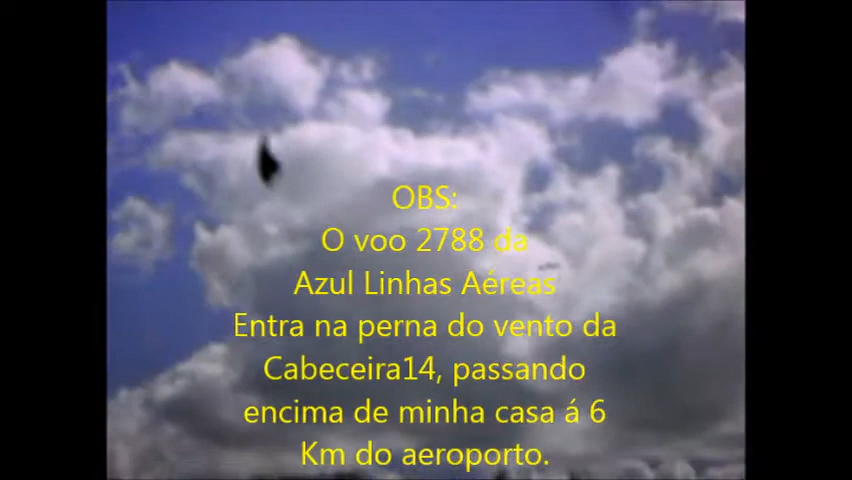 OBS:
O voo 2788 da
Azul Linhas Aéreas
Entra na perna do vento da
Cabeceira14, passando
encima de minha casa á 6
Km do aeroporto.